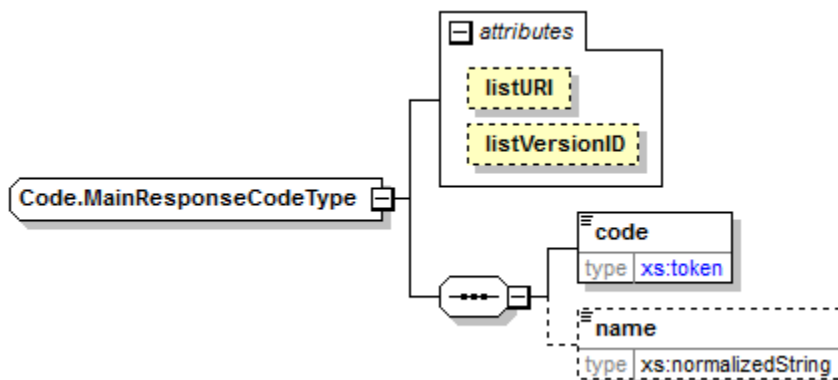 attributes
listURI
listVersionID
Code.MainResponseCodeType
code
type xs:token
name
type xs:normalizedString